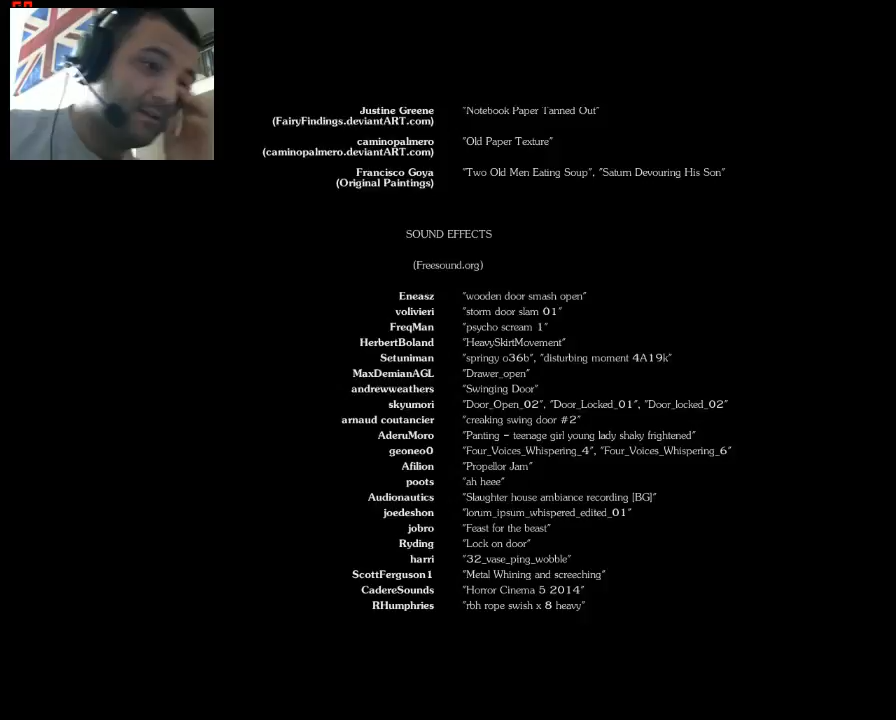 Justine Greene "Notebook Paper Tanned Out"
(FairyFindings.deviantART.com)
caminopalmero "Old Paper Texture"
(caminopalmero.deviantART.com)
Francisco Goya "Two Old Men Eating Soup", "Saturn Devouring His Son"
(Original Paintings)
SOUND EFFECTS
(Freesound.org)
Eneasz "wooden door smash open"
volivieri "storm door slam 01"
FreqMan "psycho scream 1"
HerbertBoland "HeavySkirtMovement"
Setuniman "springy o36b", "disturbing moment 4A19k"
MaxDemianAGL "Drawer_open"
andrewweathers "Swinging Door"
skyumori "Door_Open_02", "Door_Locked_01", "Door_locked_02"
arnaud coutancier "creaking swing door #2"
AderuMoro "Panting - teenage girl young lady shaky frightened"
geoneo0 "Four_Voices_Whispering_4", "Four_Voices_Whispering_6"
Afilion "Propellor Jam"
poots "ah heae"
Audionautics "Slaughter house ambiance recording [BG]"
joedeshon "lorum_ipsum_whispered_edited_01"
jobro "Feast for the beast"
Ryding "Lock on door"
harri "32_vase_ping_wobble"
ScottFerguson1 "Metal Whining and screeching"
CadereSounds "Horror Cinema 5 2014"
RHumphries "rbh rope swish x 8 heavy"